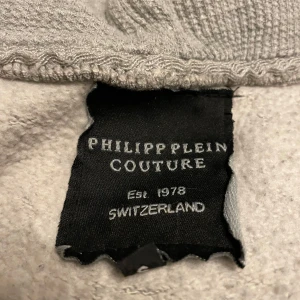 PHILIPP PLEIN
COUTURE
Est. 1978
SWITZERLAND